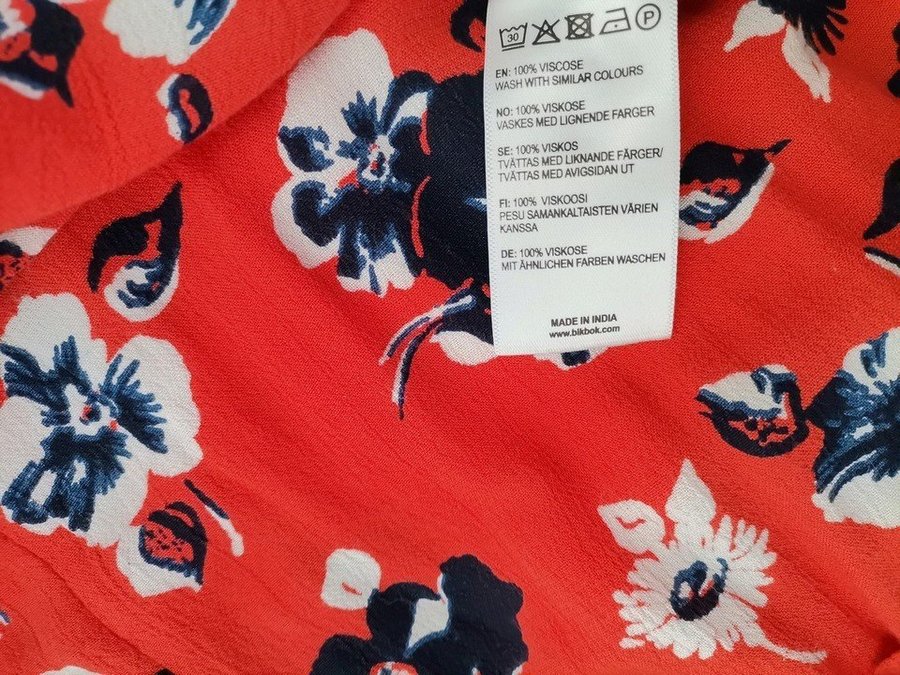 30 P
EN: 100% VISCOSE
WASH WITH SIMILAR COLOURS
NO: 100% VISKOSE
VASKES MED LIGNENDE FARGER
SE: 100% VISKOS
TVÄTTAS MED LIKNANDE FÄRGER/
TVÄTTAS MED AVIGSIDAN UT
FI: 100% VISKOOSI
PESU SAMANKALTAISTEN VÄRIEN
KANSSA
DE: 100% VISKOSE
MIT ÄHNLICHEN FARBEN WASCHEN
MADE IN INDIA
www.bikbok.com